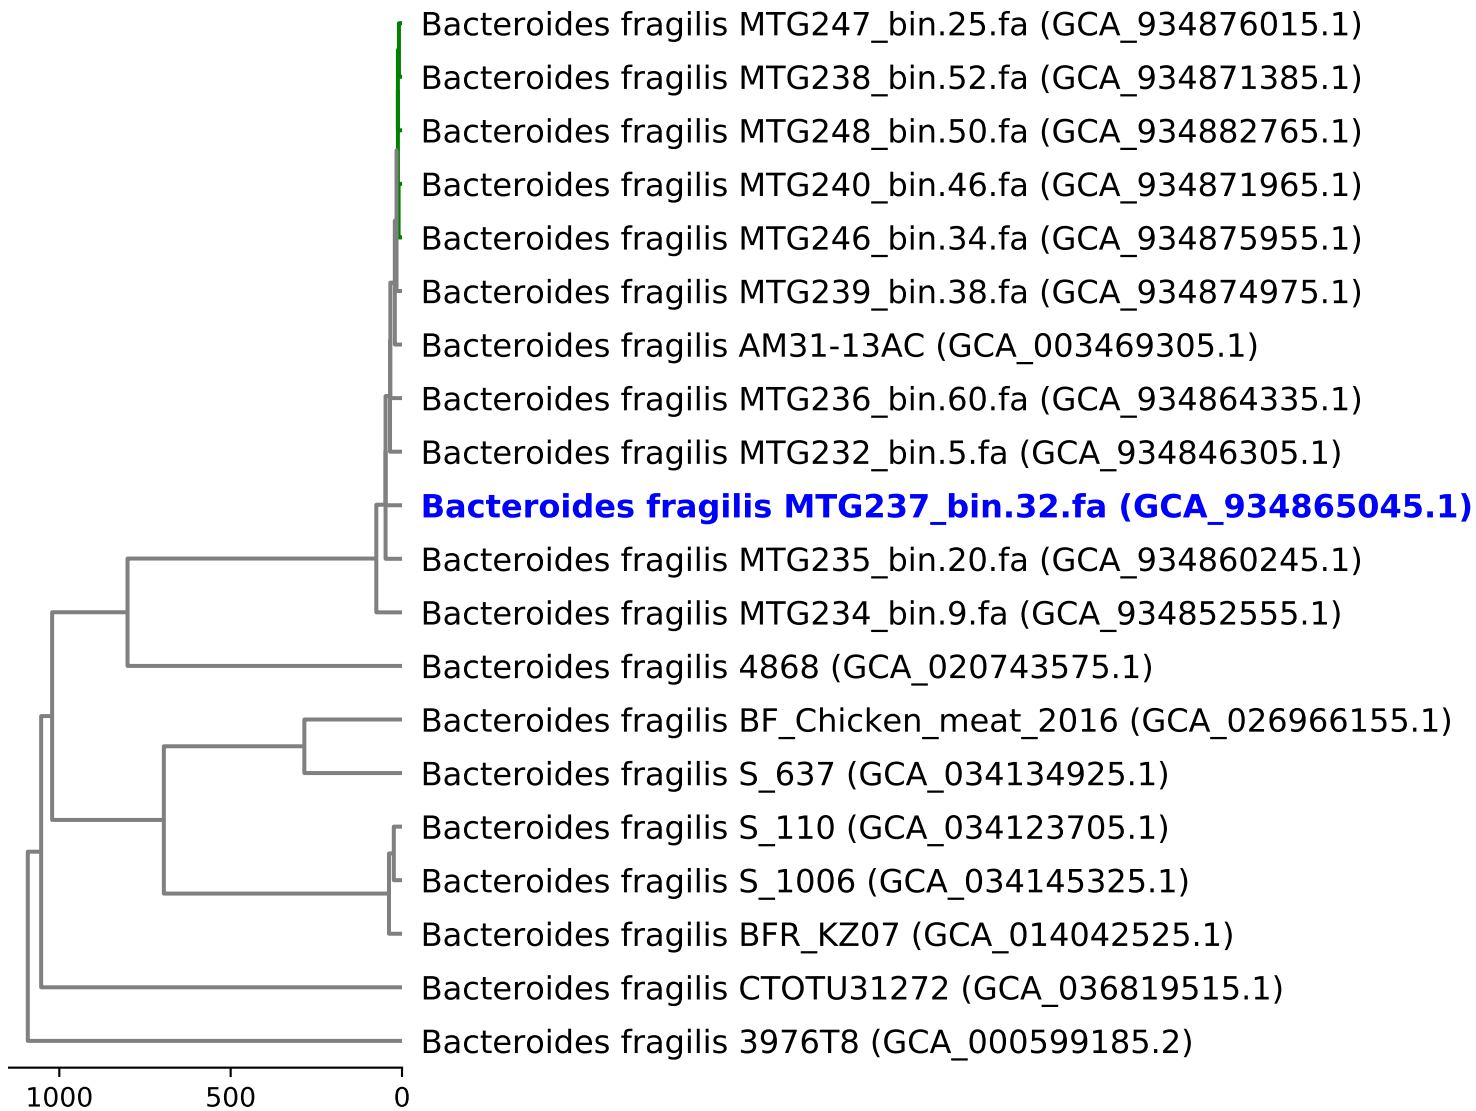 Bacteroides fragilis MTG247_bin.25.fa (GCA_934876015.1)
Bacteroides fragilis MTG238_bin.52.fa (GCA_934871385.1)
Bacteroides fragilis MTG248_bin.50.fa (GCA_934882765.1)
Bacteroides fragilis MTG240_bin.46.fa (GCA_934871965.1)
Bacteroides fragilis MTG246_bin.34.fa (GCA_934875955.1)
Bacteroides fragilis MTG239_bin.38.fa (GCA_934874975.1)
Bacteroides fragilis AM31-13AC (GCA_003469305.1)
Bacteroides fragilis MTG236_bin.60.fa (GCA_934864335.1)
Bacteroides fragilis MTG232_bin.5.fa (GCA_934846305.1)
Bacteroides fragilis MTG237_bin.32.fa (GCA_934865045.1)
Bacteroides fragilis MTG235_bin.20.fa (GCA_934860245.1)
Bacteroides fragilis MTG234_bin.9.fa (GCA_934852555.1)
Bacteroides fragilis 4868 (GCA_020743575.1)
Bacteroides fragilis BF_Chicken_meat_2016 (GCA_026966155.1)
Bacteroides fragilis S_637 (GCA_034134925.1)
Bacteroides fragilis S_110 (GCA_034123705.1)
Bacteroides fragilis S_1006 (GCA_034145325.1)
Bacteroides fragilis BFR_KZ07 (GCA_014042525.1)
Bacteroides fragilis CTOTU31272 (GCA_036819515.1)
Bacteroides fragilis 3976T8 (GCA_000599185.2)
1000 500 0